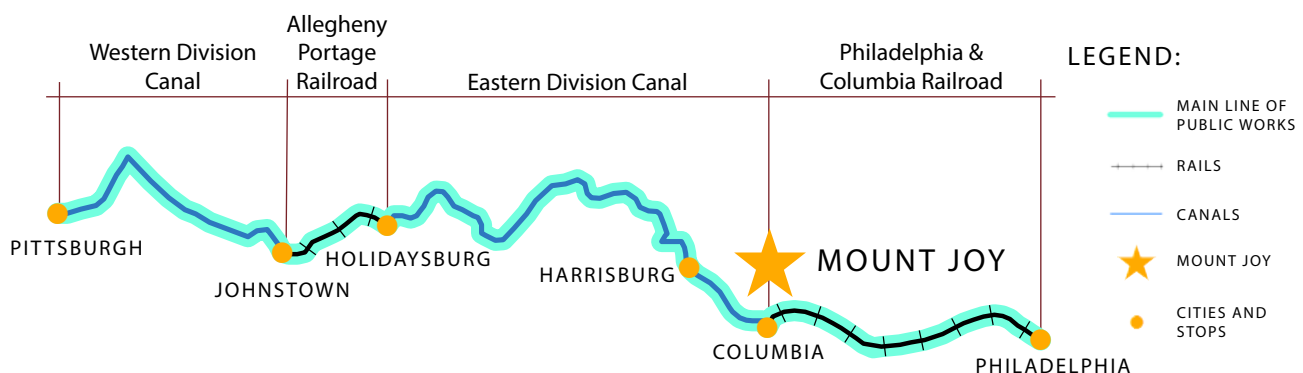 Western Division
Canal
Allegheny
Portage
Railroad
Eastern Division Canal
Philadelphia &
Columbia Railroad
PITTSBURGH
JOHNSTOWN
HOLIDAYSBURG
HARRISBURG
MOUNT JOY
COLUMBIA
PHILADELPHIA
LEGEND:
MAIN LINE OF
PUBLIC WORKS
RAILS
CANALS
MOUNT JOY
CITIES AND
STOPS